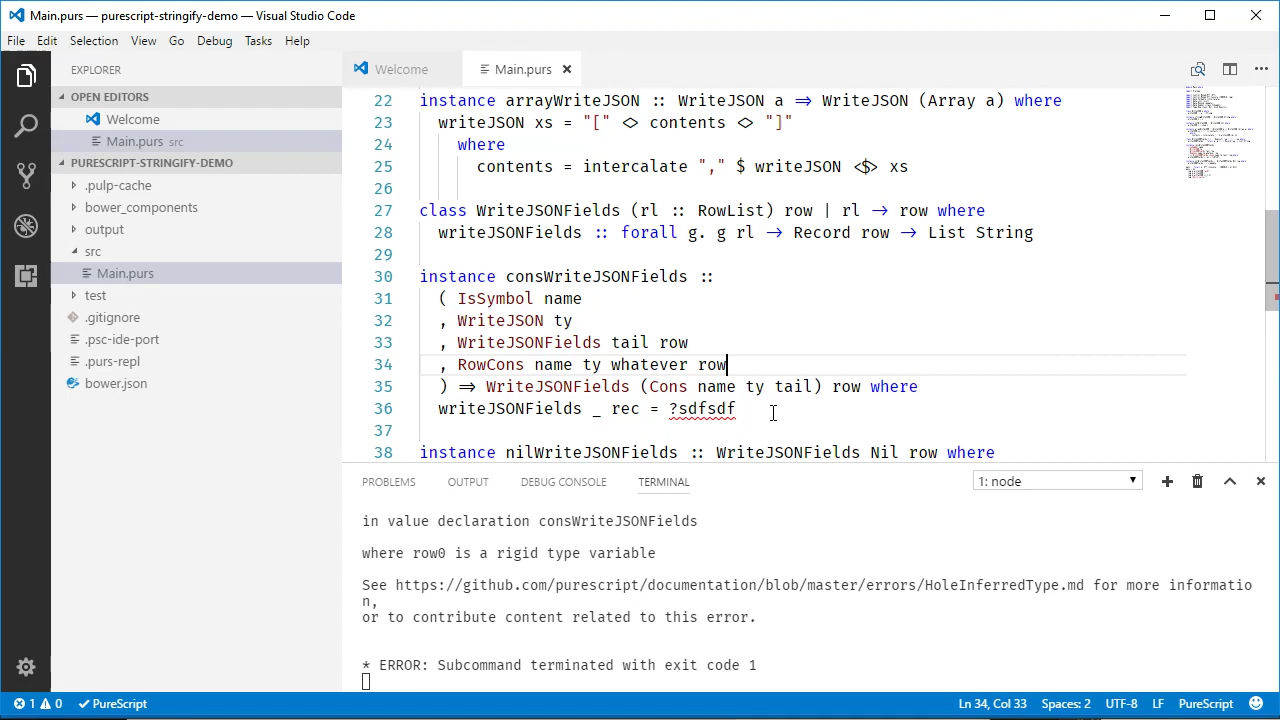 Main.purs — purescript-stringify-demo — Visual Studio Code
File Edit Selection View Go Debug Tasks Help
EXPLORER
OPEN EDITORS
Welcome
Main.purs src
PURESCRIPT-STRINGIFY-DEMO
.pulp-cache
bower_components
output
src
Main.purs
test
.gitignore
.psc-ide-port
.purs-repl
bower.json
Welcome
Main.purs
22 instance arrayWriteJSON :: WriteJSON a => WriteJSON (Array a) where
23 writeJSON xs = "[" <> contents <> "]"
24 where
25 contents = intercalate "," $ writeJSON <$> xs
26
27 class WriteJSONFields (rl :: RowList) row | rl -> row where
28 writeJSONFields :: forall g. g rl -> Record row -> List String
29
30 instance consWriteJSONFields ::
31 ( IsSymbol name
32 , WriteJSON ty
33 , WriteJSONFields tail row
34 , RowCons name ty whatever row
35 ) => WriteJSONFields (Cons name ty tail) row where
36 writeJSONFields _ rec = ?sdfsdf
37
38 instance nilWriteJSONFields :: WriteJSONFields Nil row where
PROBLEMS OUTPUT DEBUG CONSOLE TERMINAL
1: node
in value declaration consWriteJSONFields
where row0 is a rigid type variable
See https://github.com/purescript/documentation/blob/master/errors/HoleInferredType.md for more informatio
n,
or to contribute content related to this error.
* ERROR: Subcommand terminated with exit code 1
1 0 PureScript
Ln 34, Col 33 Spaces: 2 UTF-8 LF PureScript